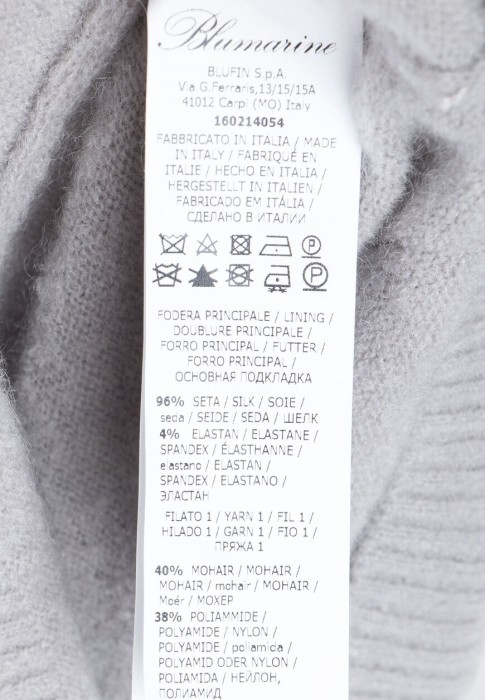 Blumarine
BLUFIN S.p.A.
Via G.Ferraris,13/15/15A
41012 Carpi (MO) Italy
160214054
FABBRICATO IN ITALIA / MADE
IN ITALY / FABRIQUÉ EN
ITALIE / HECHO EN ITALIA /
HERGESTELLT IN ITALIEN /
FABRICADO EM ITÁLIA /
СДЕЛАНО В ИТАЛИИ
P
P
FODERA PRINCIPALE / LINING /
DOUBLURE PRINCIPALE /
FORRO PRINCIPAL / FUTTER /
FORRO PRINCIPAL /
ОСНОВНАЯ ПОДКЛАДКА
96% SETA / SILK / SOIE /
seda / SEIDE / SEDA / ШЕЛК
4% ELASTAN / ELASTANE /
SPANDEX / ÉLASTHANNE /
elastano / ELASTAN /
SPANDEX / ELASTANO /
ЭЛАСТАН
FILATO 1 / YARN 1 / FIL 1 /
HILADO 1 / GARN 1 / FIO 1 /
ПРЯЖА 1
40% MOHAIR / MOHAIR /
MOHAIR / mohair / MOHAIR /
Moér / МОХЕР
38% POLIAMMIDE /
POLYAMIDE / NYLON /
POLYAMIDE / poliamida /
POLYAMID ODER NYLON /
POLIAMIDA / НЕЙЛОН,
ПОЛИАМИД